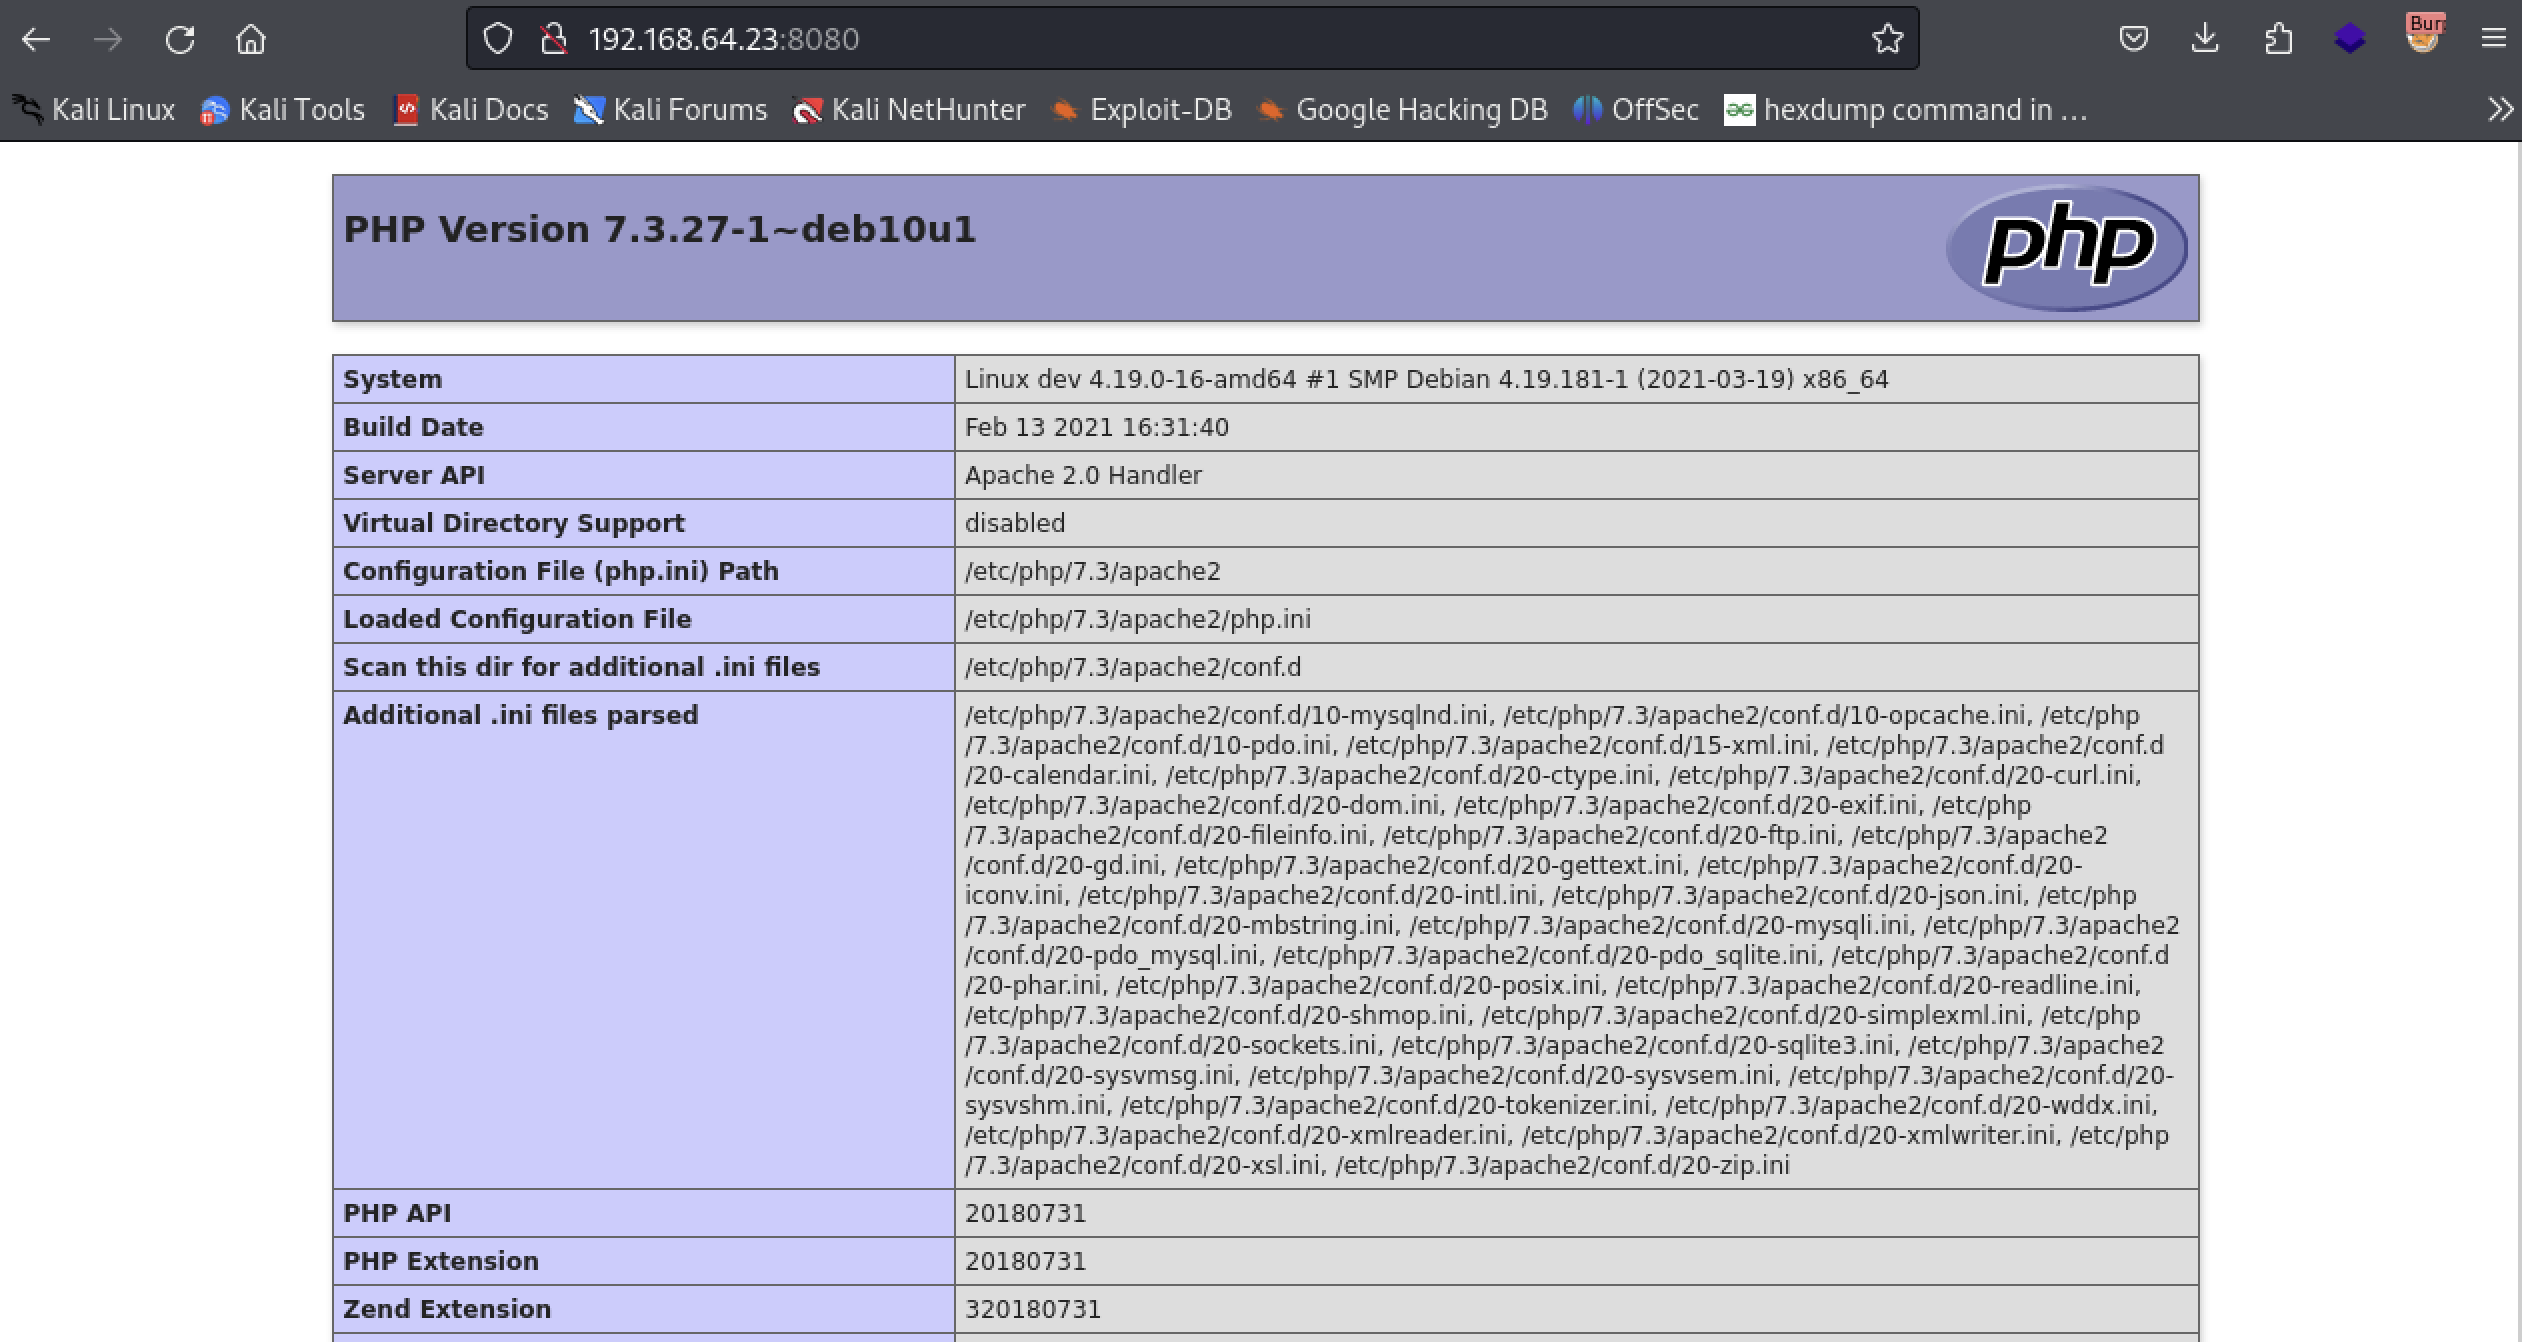 192.168.64.23:8080
Bur
Kali Linux
Kali Tools
Kali Docs
Kali Forums
Kali NetHunter
Exploit-DB
Google Hacking DB
OffSec
hexdump command in …
PHP Version 7.3.27-1~deb10u1
php
System
Linux dev 4.19.0-16-amd64 #1 SMP Debian 4.19.181-1 (2021-03-19) x86_64
Build Date
Feb 13 2021 16:31:40
Server API
Apache 2.0 Handler
Virtual Directory Support
disabled
Configuration File (php.ini) Path
/etc/php/7.3/apache2
Loaded Configuration File
/etc/php/7.3/apache2/php.ini
Scan this dir for additional .ini files
/etc/php/7.3/apache2/conf.d
Additional .ini files parsed
/etc/php/7.3/apache2/conf.d/10-mysqlnd.ini, /etc/php/7.3/apache2/conf.d/10-opcache.ini, /etc/php
/7.3/apache2/conf.d/10-pdo.ini, /etc/php/7.3/apache2/conf.d/15-xml.ini, /etc/php/7.3/apache2/conf.d
/20-calendar.ini, /etc/php/7.3/apache2/conf.d/20-ctype.ini, /etc/php/7.3/apache2/conf.d/20-curl.ini,
/etc/php/7.3/apache2/conf.d/20-dom.ini, /etc/php/7.3/apache2/conf.d/20-exif.ini, /etc/php
/7.3/apache2/conf.d/20-fileinfo.ini, /etc/php/7.3/apache2/conf.d/20-ftp.ini, /etc/php/7.3/apache2
/conf.d/20-gd.ini, /etc/php/7.3/apache2/conf.d/20-gettext.ini, /etc/php/7.3/apache2/conf.d/20-
iconv.ini, /etc/php/7.3/apache2/conf.d/20-intl.ini, /etc/php/7.3/apache2/conf.d/20-json.ini, /etc/php
/7.3/apache2/conf.d/20-mbstring.ini, /etc/php/7.3/apache2/conf.d/20-mysqli.ini, /etc/php/7.3/apache2
/conf.d/20-pdo_mysql.ini, /etc/php/7.3/apache2/conf.d/20-pdo_sqlite.ini, /etc/php/7.3/apache2/conf.d
/20-phar.ini, /etc/php/7.3/apache2/conf.d/20-posix.ini, /etc/php/7.3/apache2/conf.d/20-readline.ini,
/etc/php/7.3/apache2/conf.d/20-shmop.ini, /etc/php/7.3/apache2/conf.d/20-simplexml.ini, /etc/php
/7.3/apache2/conf.d/20-sockets.ini, /etc/php/7.3/apache2/conf.d/20-sqlite3.ini, /etc/php/7.3/apache2
/conf.d/20-sysvmsg.ini, /etc/php/7.3/apache2/conf.d/20-sysvsem.ini, /etc/php/7.3/apache2/conf.d/20-
sysvshm.ini, /etc/php/7.3/apache2/conf.d/20-tokenizer.ini, /etc/php/7.3/apache2/conf.d/20-wddx.ini,
/etc/php/7.3/apache2/conf.d/20-xmlreader.ini, /etc/php/7.3/apache2/conf.d/20-xmlwriter.ini, /etc/php
/7.3/apache2/conf.d/20-xsl.ini, /etc/php/7.3/apache2/conf.d/20-zip.ini
PHP API
20180731
PHP Extension
20180731
Zend Extension
320180731